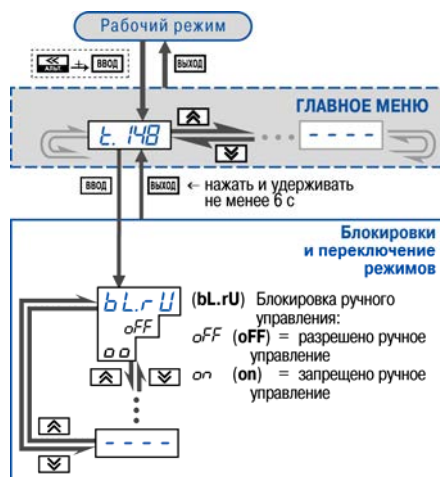 Рабочий режим
≪ АЛЬТ + ВВОД ВЫХОД
ГЛАВНОЕ МЕНЮ
t.148
- - - -
ВВОД ВЫХОД ← нажать и удерживать
не менее 6 с
Блокировки
и переключение
режимов
bL.rU (bL.rU) Блокировка ручного
управления:
oFF oFF (oFF) = разрешено ручное
управление
on (on) = запрещено ручное
управление
- - - -